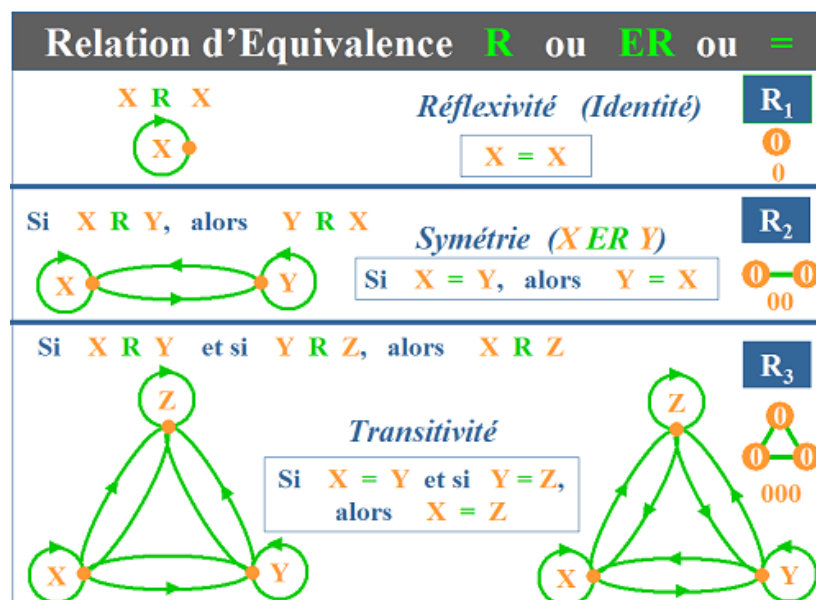 Relation d’Equivalence R ou ER ou =
X R X
X
Réflexivité (Identité)
X = X
R1
0
0
Si X R Y, alors Y R X
X
Y
Symétrie (X ER Y)
Si X = Y, alors Y = X
R2
0 0
00
Si X R Y et si Y R Z, alors X R Z
Z
X
Y
Transitivité
Si X = Y et si Y = Z,
alors X = Z
Z
X
Y
R3
0
0 0
000